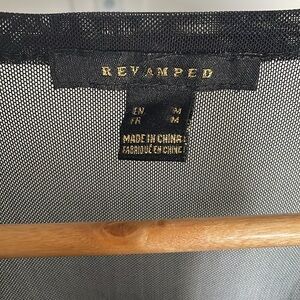 REVAMPED
EN M
FR M
MADE IN CHINA
FABRIQUÉ EN CHINE